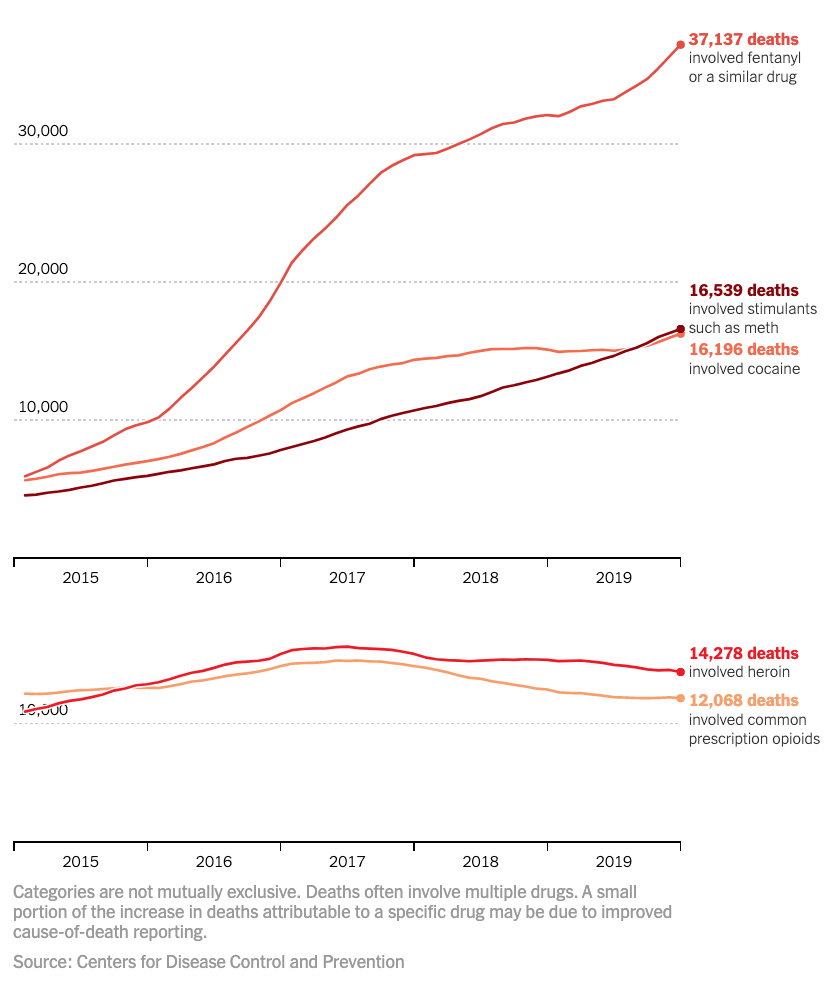 37,137 deaths
involved fentanyl
or a similar drug
30,000
20,000
16,539 deaths
involved stimulants
such as meth
16,196 deaths
involved cocaine
10,000
2015
2016
2017
2018
2019
14,278 deaths
involved heroin
12,068 deaths
involved common
prescription opioids
10,000
2015
2016
2017
2018
2019
Categories are not mutually exclusive. Deaths often involve multiple drugs. A small
portion of the increase in deaths attributable to a specific drug may be due to improved
cause-of-death reporting.
Source: Centers for Disease Control and Prevention